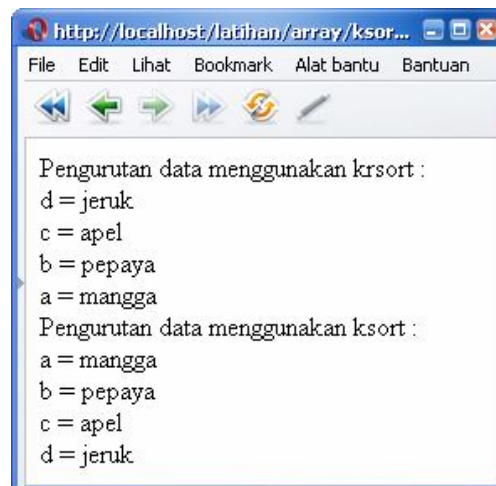 http://localhost/latihan/array/ksor...
File Edit Lihat Bookmark Alat bantu Bantuan
Pengurutan data menggunakan krsort :
d = jeruk
c = apel
b = pepaya
a = mangga
Pengurutan data menggunakan ksort :
a = mangga
b = pepaya
c = apel
d = jeruk